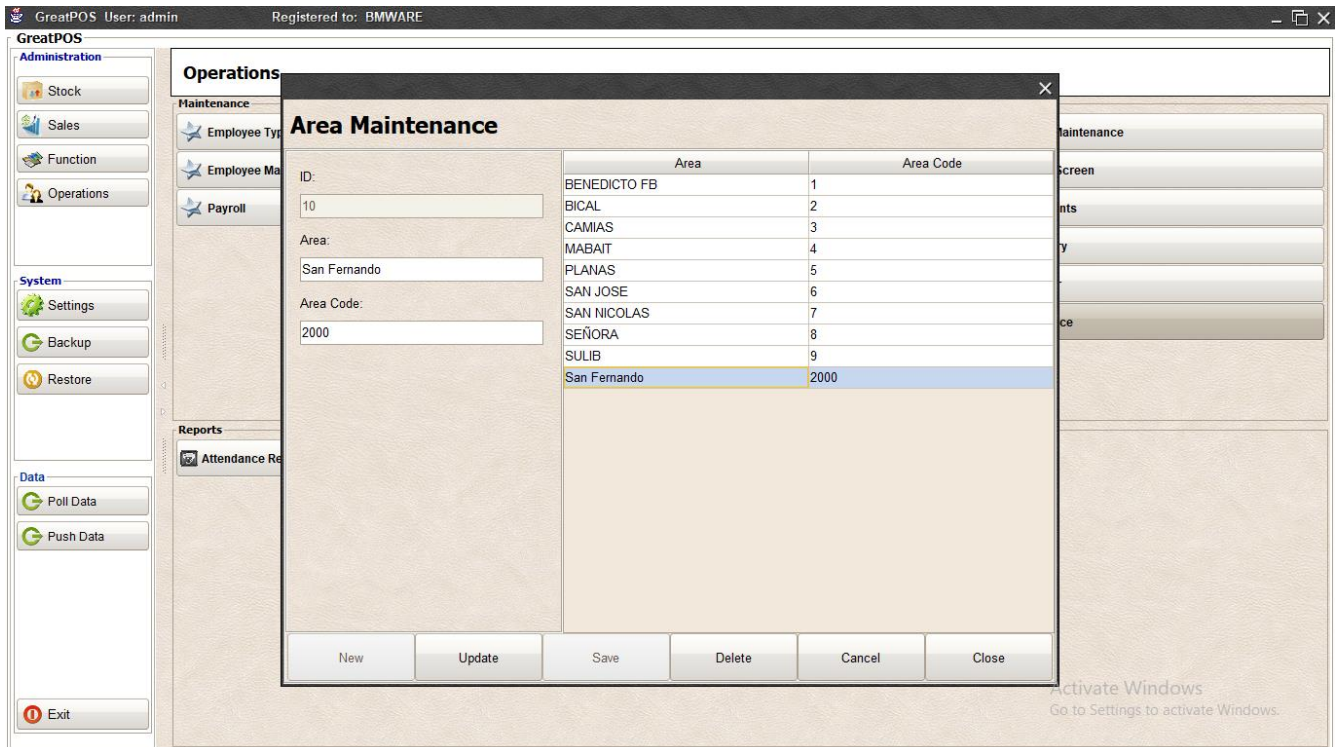 GreatPOS User: admin Registered to: BMWARE
GreatPOS
Administration
Stock
Sales
Function
Operations
System
Settings
Backup
Restore
Data
Poll Data
Push Data
Exit
Operations
Maintenance
Employee Typ
Employee Ma
Payroll
Reports
Attendance Re
Area Maintenance
ID:
10
Area:
San Fernando
Area Code:
2000
Area Area Code
BENEDICTO FB 1
BICAL 2
CAMIAS 3
MABAIT 4
PLANAS 5
SAN JOSE 6
SAN NICOLAS 7
SEÑORA 8
SULIB 9
San Fernando 2000
New Update Save Delete Cancel Close
Maintenance
Screen
nts
y
ce
Activate Windows
Go to Settings to activate Windows.